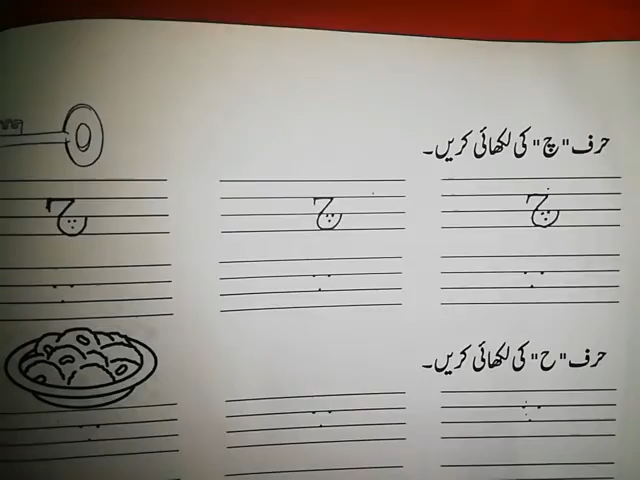 حرف "چ" کی لکھائی کریں۔
چ چ چ
حرف "ح" کی لکھائی کریں۔